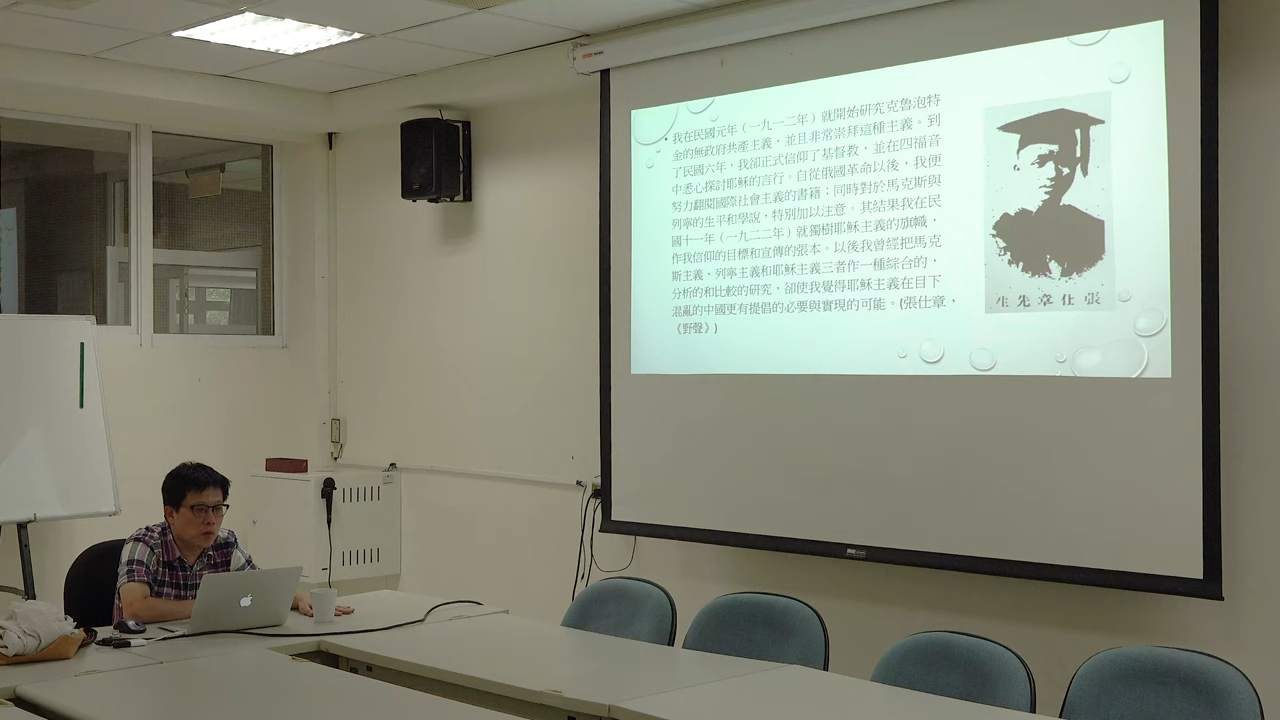 • 我在民國元年（一九一二年）就開始研究克魯泡特
金的無政府共產主義，並且非常崇拜這種主義。到
了民國六年，我卻正式信仰了基督教，並在四福音
中悉心探討耶穌的言行。自從俄國革命以後，我便
努力翻閱國際社會主義的書籍；同時對於馬克斯與
列寧的生平和學說，特別加以注意。其結果我在民
國十一年（一九二二年）就獨樹耶穌主義的旗幟，
作我信仰的目標和宣傳的張本。以後我曾經把馬克
斯主義、列寧主義和耶穌主義三者作一種綜合的，
分析的和比較的研究，卻使我覺得耶穌主義在目下
混亂的中國更有提倡的必要與實現的可能。(張仕章，
《野聲》)
生先章仕張